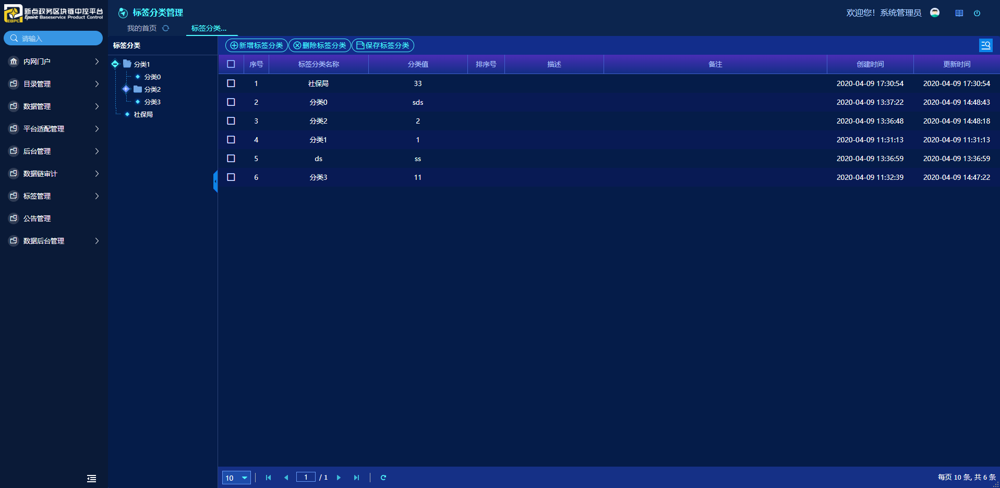 新点政务区块链中控平台
Epoint Baseservice Product Control
EBPC
请输入
内网门户
目录管理
数据管理
平台适配管理
后台管理
数据链审计
标签管理
公告管理
数据后台管理
标签分类管理
欢迎您！系统管理员
我的首页
标签分类...
标签分类
分类1
分类0
分类2
分类3
社保局
新增标签分类 删除标签分类 保存标签分类
序号 标签分类名称 分类值 排序号 描述 备注 创建时间 更新时间
1 社保局 33 2020-04-09 17:30:54 2020-04-09 17:30:54
2 分类0 sds 2020-04-09 13:37:22 2020-04-09 14:48:43
3 分类2 2 2020-04-09 13:36:48 2020-04-09 14:48:18
4 分类1 1 2020-04-09 11:31:13 2020-04-09 11:31:13
5 ds ss 2020-04-09 13:36:59 2020-04-09 13:36:59
6 分类3 11 2020-04-09 11:32:39 2020-04-09 14:47:22
10 1 / 1 每页 10 条, 共 6 条